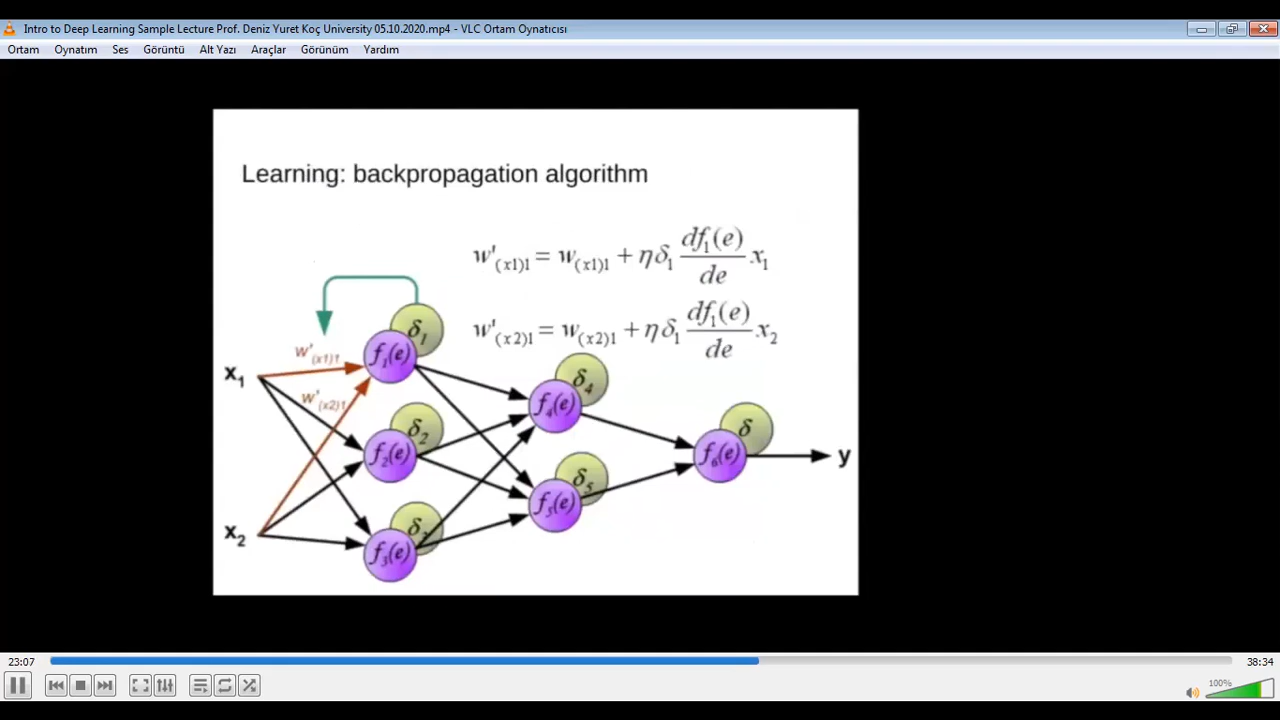 Intro to Deep Learning Sample Lecture Prof. Deniz Yuret Koç University 05.10.2020.mp4 - VLC Ortam Oynatıcısı
Ortam Oynatım Ses Görüntü Alt Yazı Araçlar Görünüm Yardım
Learning: backpropagation algorithm
w'(x1)1 = w(x1)1 + ηδ1 df1(e)/de x1
w'(x2)1 = w(x2)1 + ηδ1 df1(e)/de x2
δ1
f1(e)
w'(x1)1
x1
w'(x2)1
δ4
f4(e)
δ2
f2(e)
δ
f6(e)
y
δ5
f5(e)
x2
f3(e)
23:07
38:34
100%